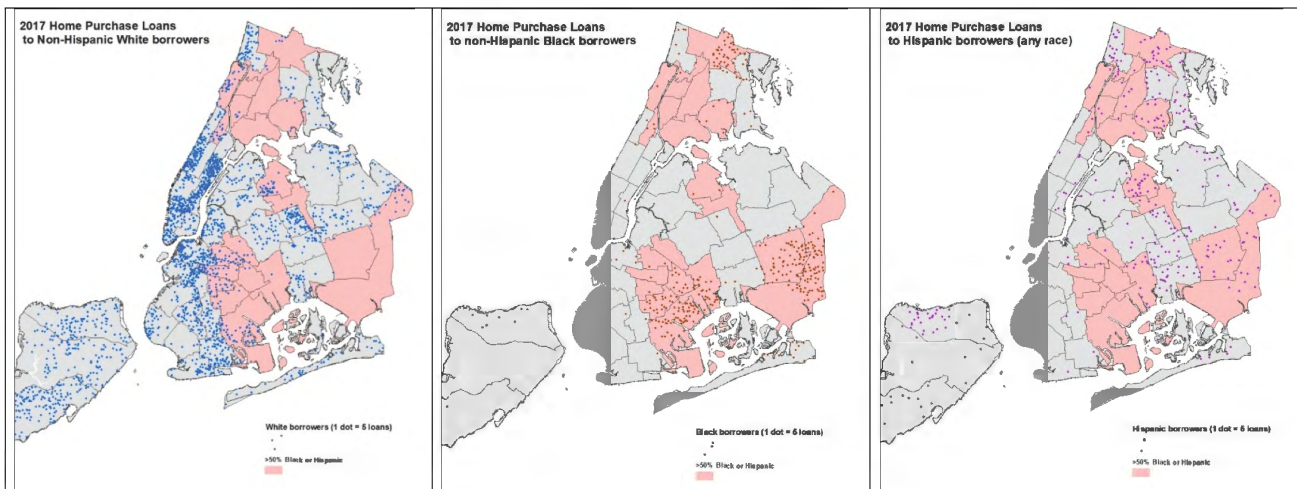 2017 Home Purchase Loans
to Non-Hispanic White borrowers
White borrowers (1 dot = 5 loans)
>50% Black or Hispanic
2017 Home Purchase Loans
to non-Hispanic Black borrowers
Black borrowers (1 dot = 5 loans)
>50% Black or Hispanic
2017 Home Purchase Loans
to Hispanic borrowers (any race)
Hispanic borrowers (1 dot = 5 loans)
>50% Black or Hispanic